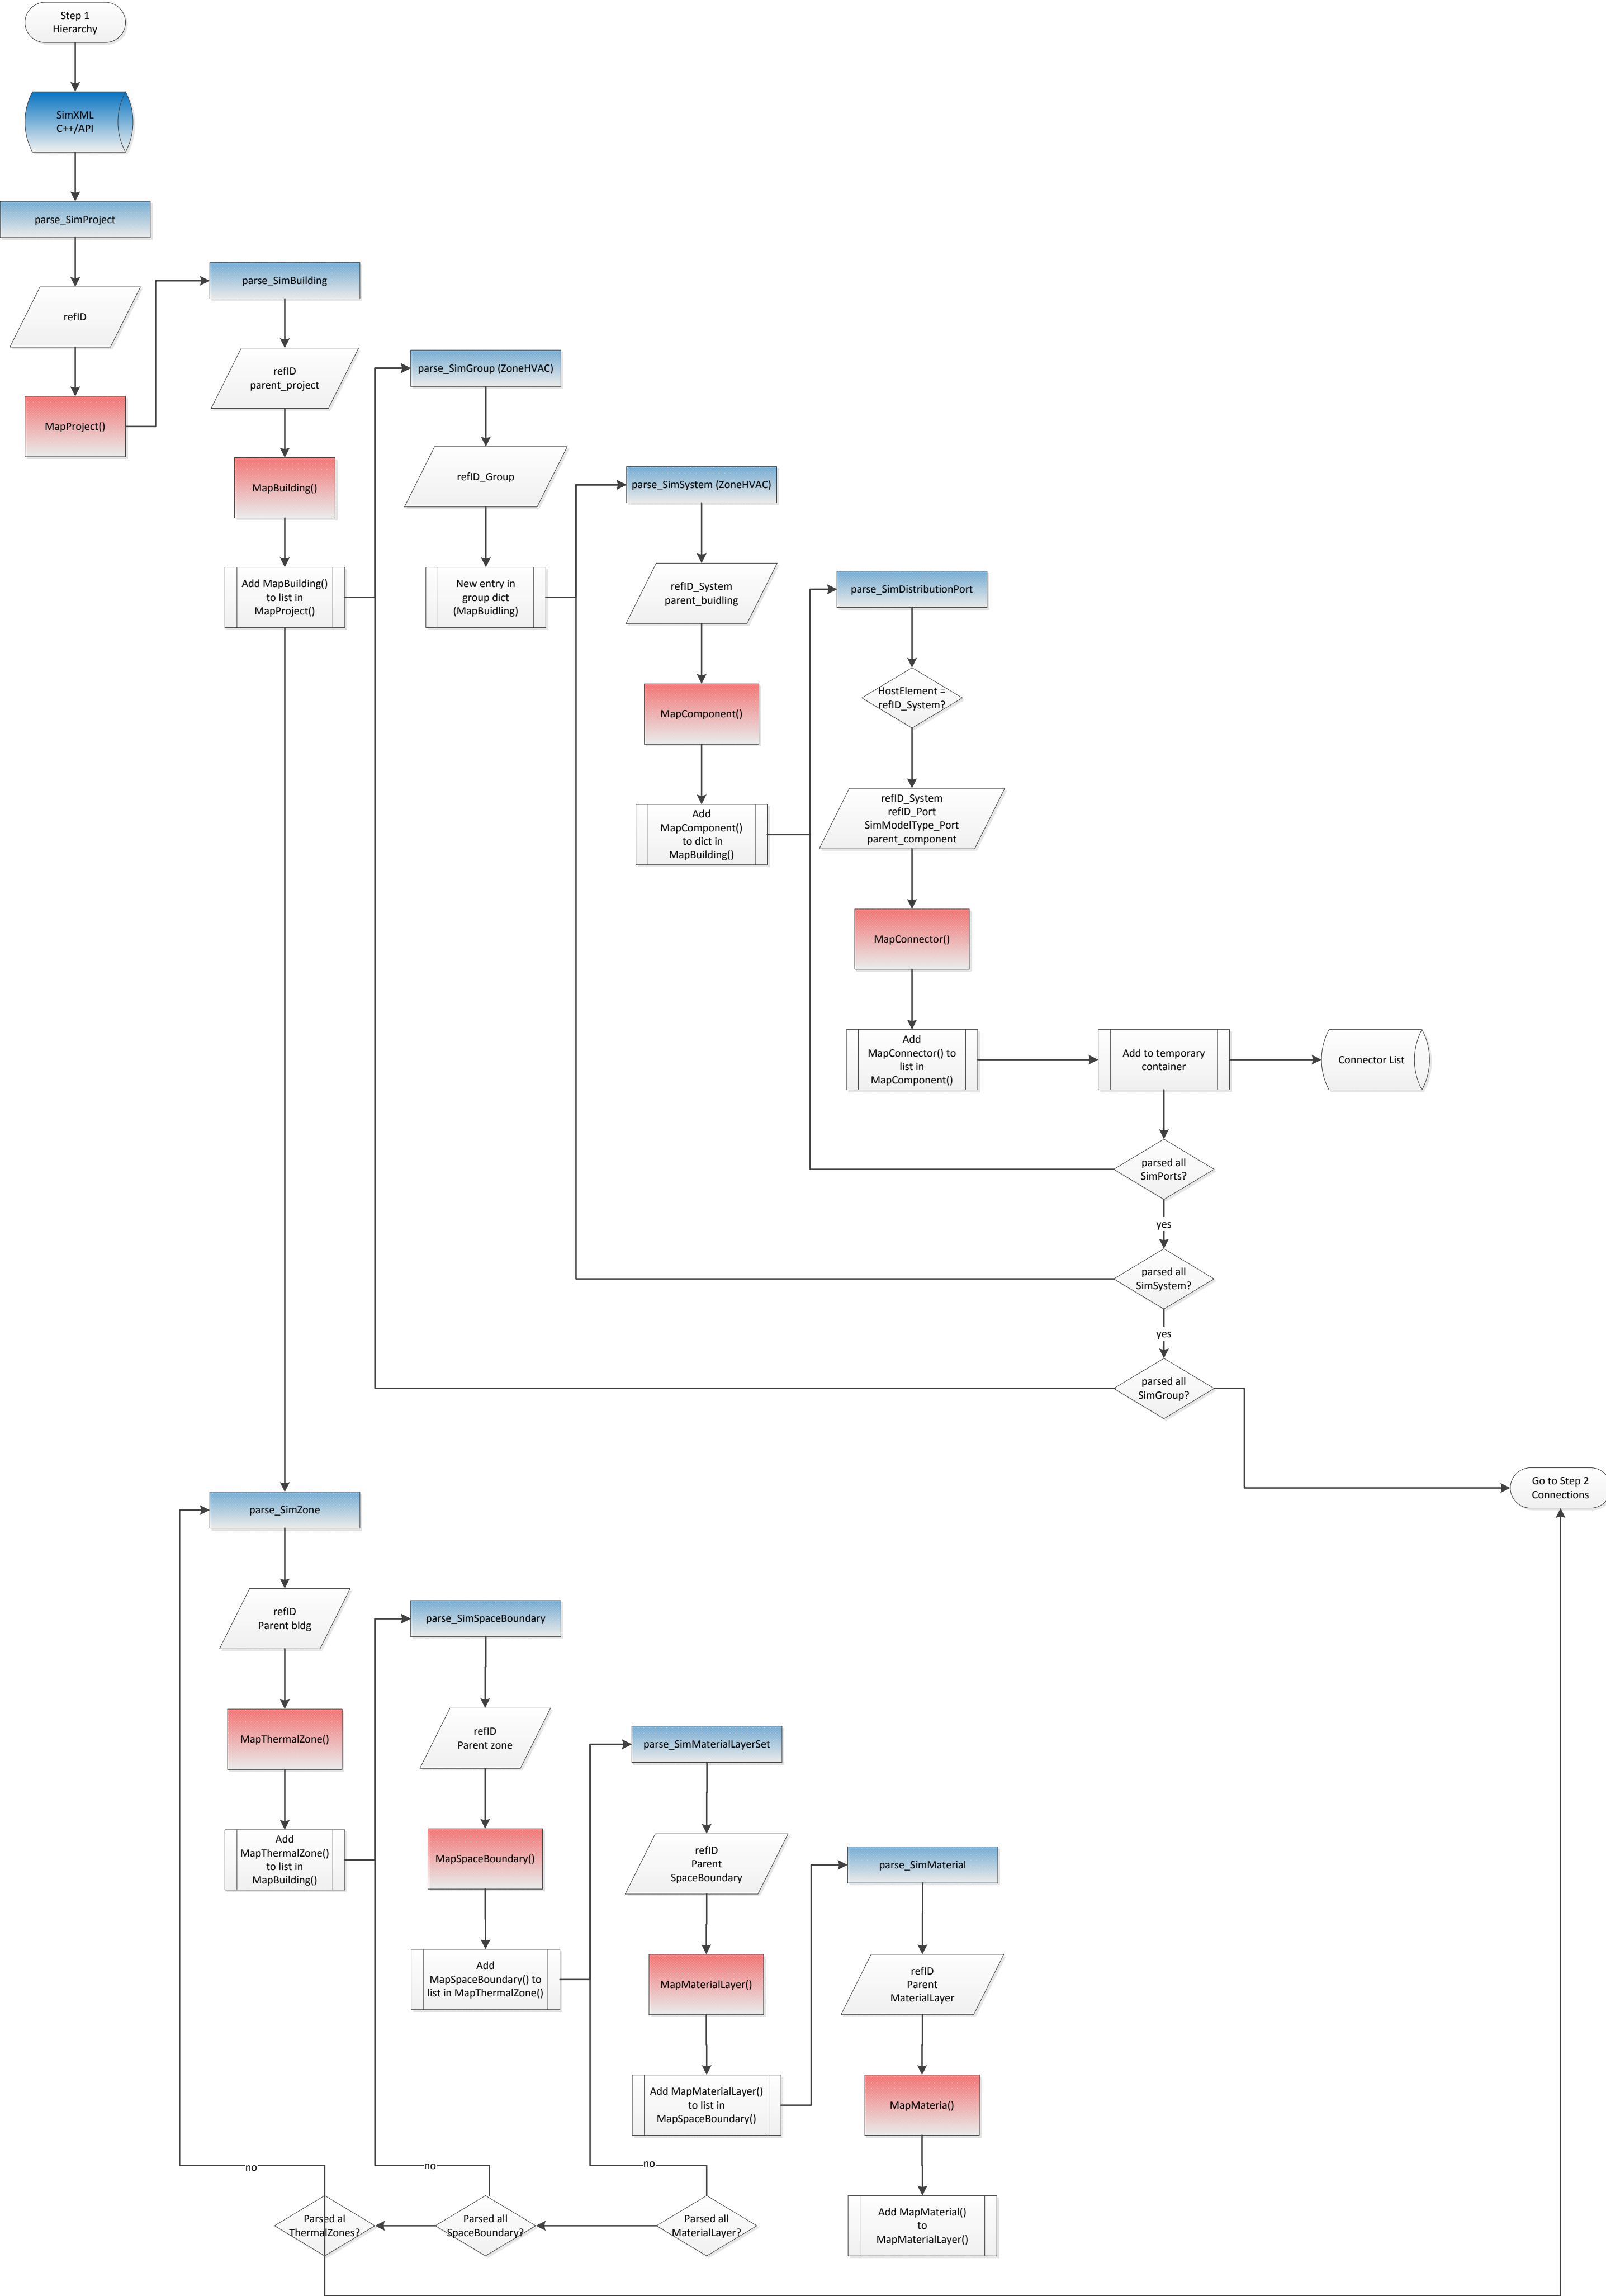 Step 1
Hierarchy
SimXML
C++/API
parse_SimProject
refID
MapProject()
parse_SimBuilding
refID
parent_project
MapBuilding()
Add MapBuilding()
to list in
MapProject()
parse_SimGroup (ZoneHVAC)
refID_Group
New entry in
group dict
(MapBuidling)
parse_SimSystem (ZoneHVAC)
refID_System
parent_buidling
MapComponent()
Add
MapComponent()
to dict in
MapBuilding()
parse_SimDistributionPort
HostElement =
refID_System?
refID_System
refID_Port
SimModelType_Port
parent_component
MapConnector()
Add
MapConnector() to
list in
MapComponent()
Add to temporary
container
Connector List
parsed all
SimPorts?
yes
parsed all
SimSystem?
yes
parsed all
SimGroup?
Go to Step 2
Connections
parse_SimZone
refID
Parent bldg
MapThermalZone()
Add
MapThermalZone()
to list in
MapBuilding()
parse_SimSpaceBoundary
refID
Parent zone
MapSpaceBoundary()
Add
MapSpaceBoundary() to
list in MapThermalZone()
parse_SimMaterialLayerSet
refID
Parent
SpaceBoundary
MapMaterialLayer()
Add MapMaterialLayer()
to list in
MapSpaceBoundary()
parse_SimMaterial
refID
Parent
MaterialLayer
MapMateria()
Add MapMaterial()
to
MapMaterialLayer()
no
no
no
Parsed al
ThermalZones?
Parsed all
SpaceBoundary?
Parsed all
MaterialLayer?